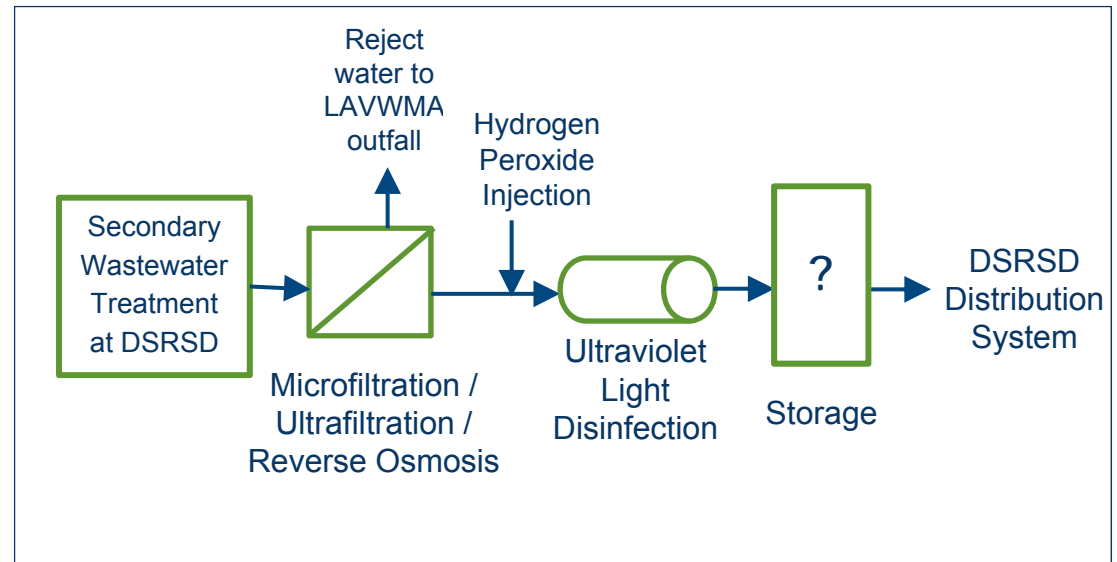 Reject
water to
LAVWMA
outfall
Hydrogen
Peroxide
Injection
Secondary
Wastewater
Treatment
at DSRSD
Microfiltration /
Ultrafiltration /
Reverse Osmosis
Ultraviolet
Light
Disinfection
?
Storage
DSRSD
Distribution
System